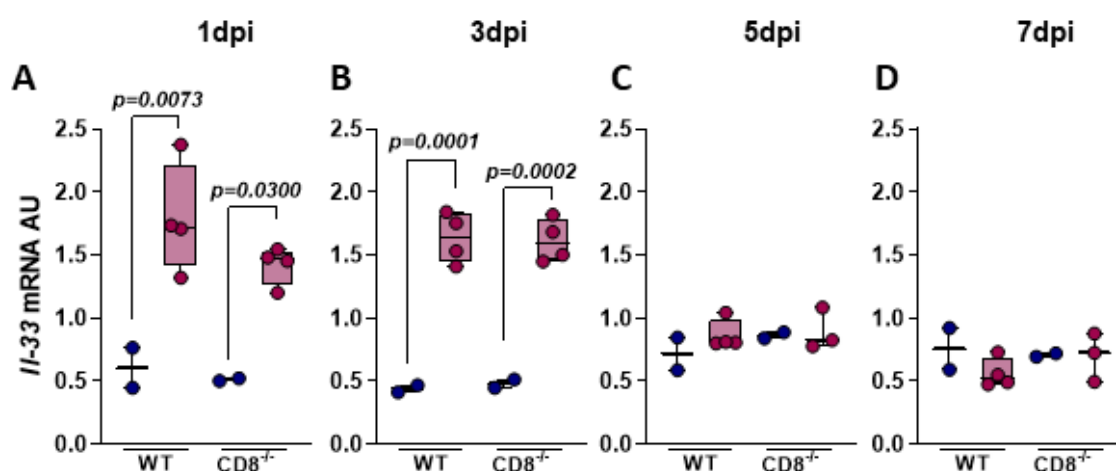 1dpi 3dpi 5dpi 7dpi
A B C D
p=0.0073
p=0.0300
p=0.0001
p=0.0002
Il-33 mRNA AU
2.5 2.5 2.5 2.5
2.0 2.0 2.0 2.0
1.5 1.5 1.5 1.5
1.0 1.0 1.0 1.0
0.5 0.5 0.5 0.5
0.0 0.0 0.0 0.0
WT CD8-/- WT CD8-/- WT CD8-/- WT CD8-/-